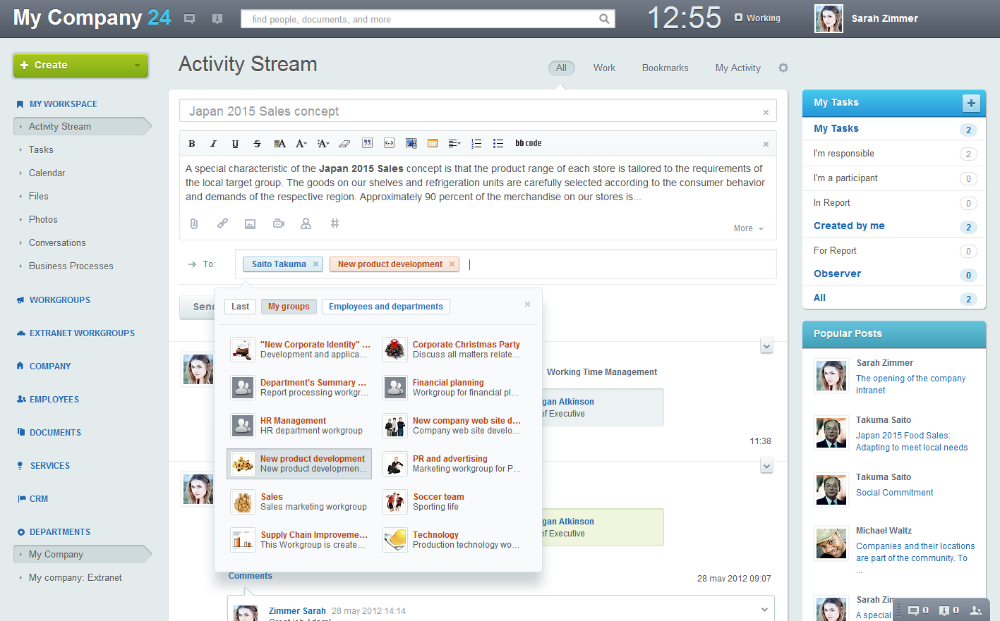 My Company 24
find people, documents, and more
12:55
Working
Sarah Zimmer
Create
MY WORKSPACE
Activity Stream
Tasks
Calendar
Files
Photos
Conversations
Business Processes
WORKGROUPS
EXTRANET WORKGROUPS
COMPANY
EMPLOYEES
DOCUMENTS
SERVICES
CRM
DEPARTMENTS
My Company
My company: Extranet
Activity Stream
All
Work
Bookmarks
My Activity
Japan 2015 Sales concept
B I U S A A A bb code
A special characteristic of the Japan 2015 Sales concept is that the product range of each store is tailored to the requirements of
the local target group. The goods on our shelves and refrigeration units are carefully selected according to the consumer behavior
and demands of the respective region. Approximately 90 percent of the merchandise on our stores is...
More
To:
Saito Takuma
New product development
Send
Last
My groups
Employees and departments
"New Corporate Identity" ...
Development and applica...
Corporate Christmas Party
Discuss all matters relate...
Department's Summary ...
Report processing workgr...
Financial planning
Workgroup for financial pl...
HR Management
HR department workgroup
New company web site d...
Company web site develo...
New product development
New product developmen...
PR and advertising
Marketing workgroup for P...
Sales
Sales marketing workgroup
Soccer team
Sporting life
Supply Chain Improveme...
This Workgroup is create...
Technology
Production technology wo...
Working Time Management
gan Atkinson
ef Executive
11:38
gan Atkinson
ef Executive
Comments
28 may 2012 09:07
Zimmer Sarah 28 may 2012 14:14
My Tasks
My Tasks 2
I'm responsible 2
I'm a participant 0
In Report 0
Created by me 2
For Report 0
Observer 0
All 2
Popular Posts
Sarah Zimmer
The opening of the company
intranet
Takuma Saito
Japan 2015 Food Sales:
Adapting to meet local needs
Takuma Saito
Social Commitment
Michael Waltz
Companies and their locations
are part of the community. To
...
Sarah Zim
A special
0 0